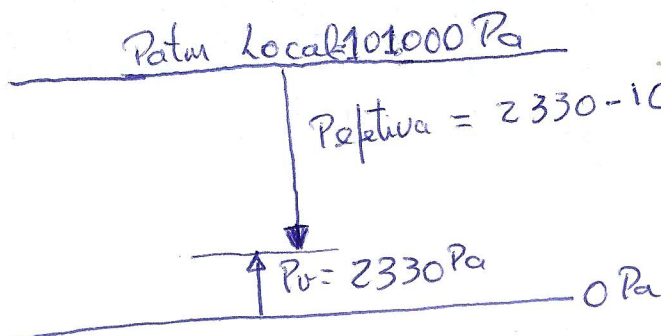 Patm Local=101000 Pa
Pefetiva = 2330-10
Pv= 2330 Pa
0 Pa